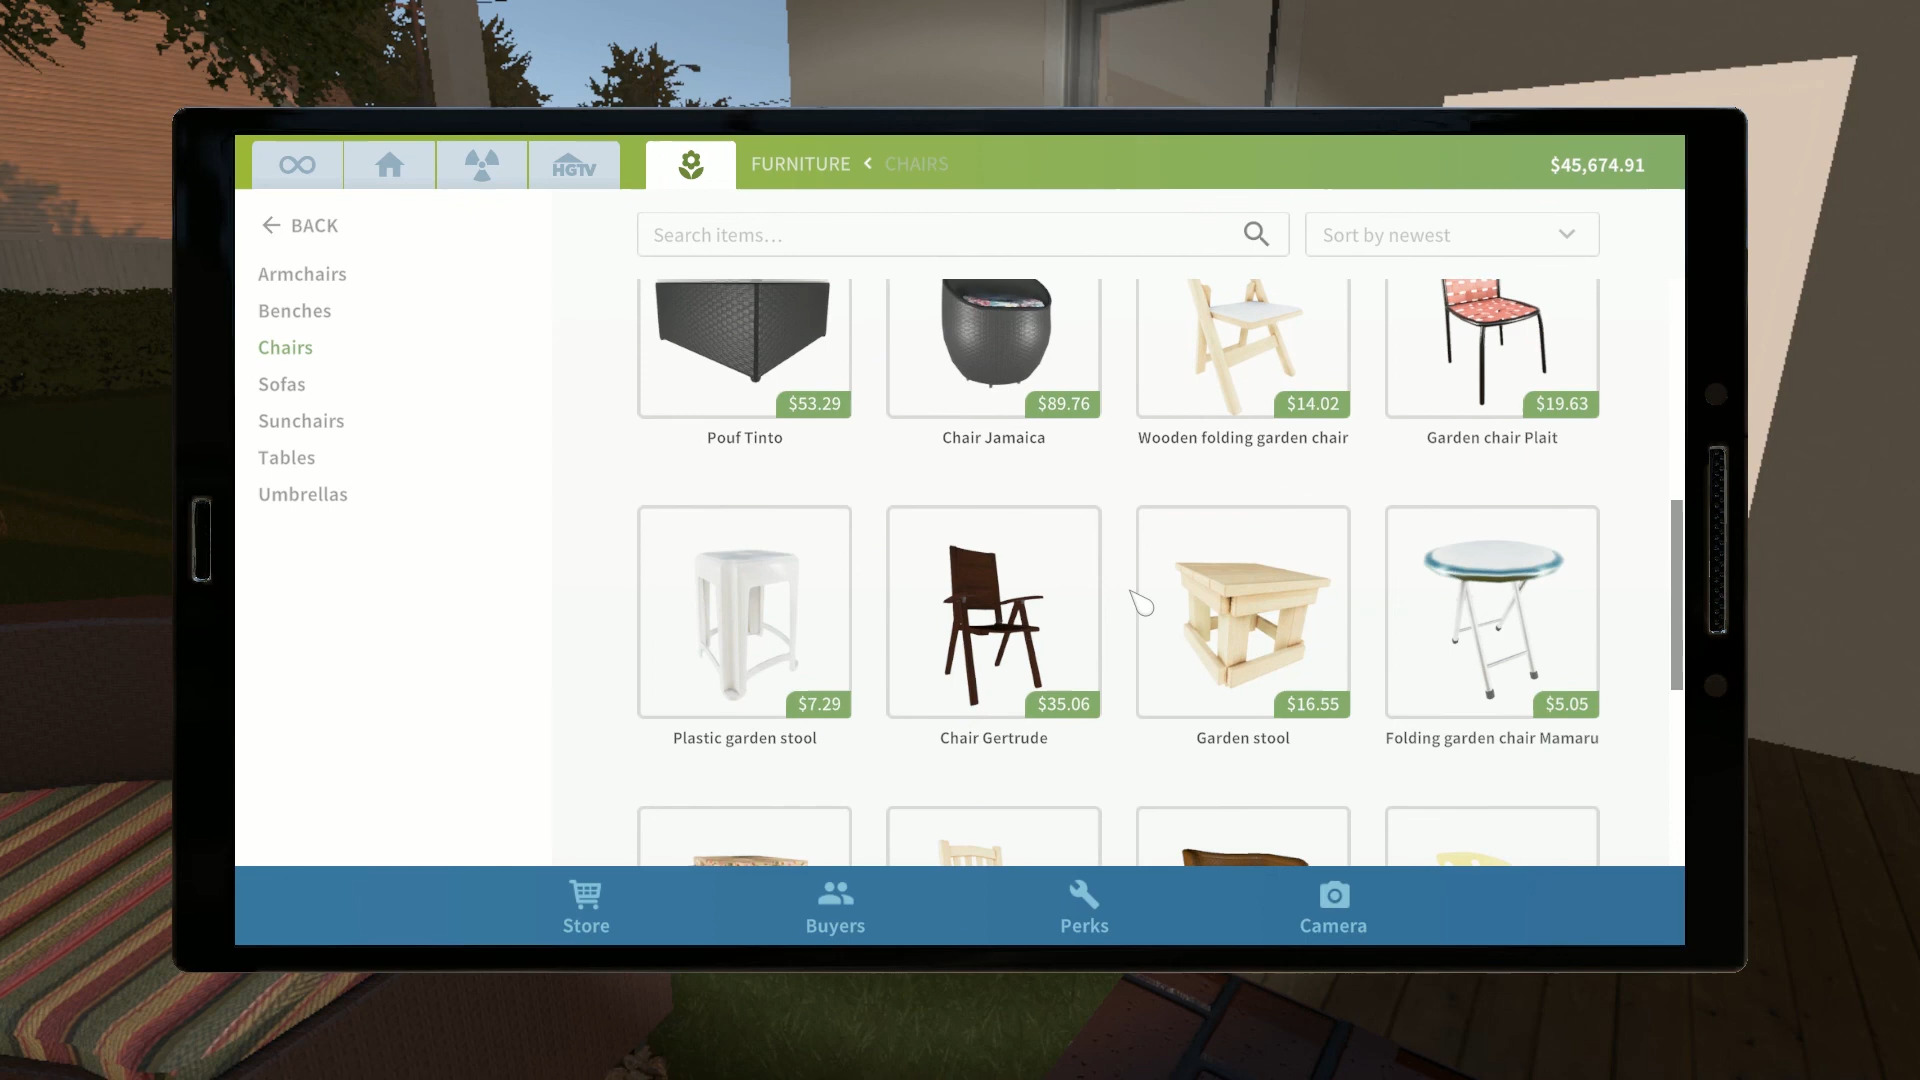 HGTV
FURNITURE < CHAIRS
$45,674.91
BACK
Armchairs
Benches
Chairs
Sofas
Sunchairs
Tables
Umbrellas
Search items...
Sort by newest
$53.29
$89.76
$14.02
$19.63
Pouf Tinto
Chair Jamaica
Wooden folding garden chair
Garden chair Plait
$7.29
$35.06
$16.55
$5.05
Plastic garden stool
Chair Gertrude
Garden stool
Folding garden chair Mamaru
Store
Buyers
Perks
Camera